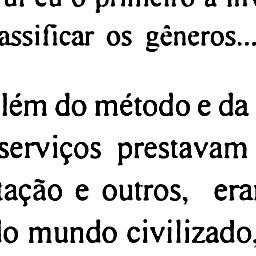 eu o primeiro a
assificar os gêneros...
lém do método e da
serviços prestavam
tação e outros, era
do mundo civilizado,